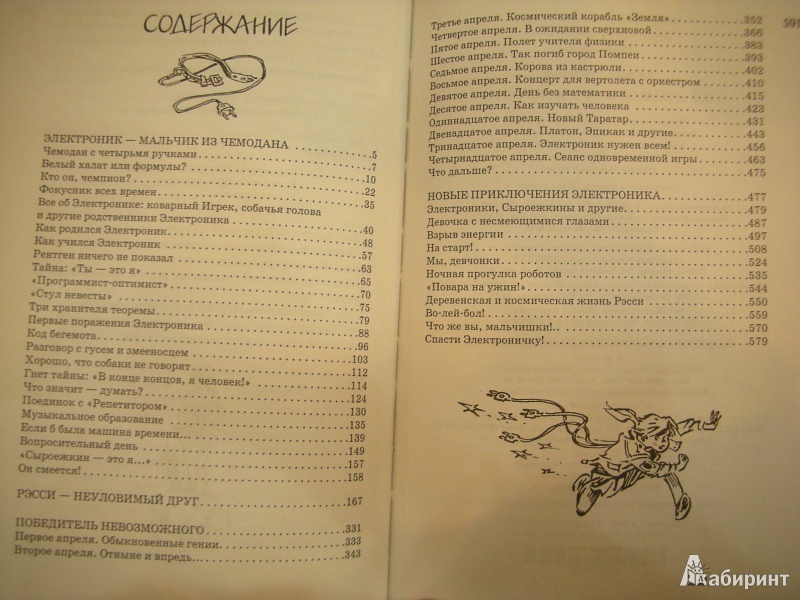 СОДЕРЖАНИЕ
ЭЛЕКТРОНИК — МАЛЬЧИК ИЗ ЧЕМОДАНА . . . . . 5
Чемодан с четырьмя ручками . . . . . 7
Белый халат или формулы? . . . . . 10
Кто он, чемпион? . . . . . 22
Фокусник всех времен . . . . . 35
Все об Электронике: коварный Игрек, собачья голова
и другие родственники Электроника . . . . . 40
Как родился Электроник . . . . . 48
Как учился Электроник . . . . . 57
Рентген ничего не показал . . . . . 63
Тайна: «Ты — это я» . . . . . 65
«Программист-оптимист» . . . . . 70
«Стул невесты» . . . . . 75
Три хранителя теоремы . . . . . 79
Первые поражения Электроника . . . . . 88
Код бегемота . . . . . 96
Разговор с гусем и змееносцем . . . . . 103
Хорошо, что собаки не говорят . . . . . 112
Гнет тайны: «В конце концов, я человек!» . . . . . 114
Что значит — думать? . . . . . 124
Поединок с «Репетитором» . . . . . 130
Музыкальное образование . . . . . 135
Если б была машина времени... . . . . . 139
Вопросительный день . . . . . 149
«Сыроежкин — это я...» . . . . . 157
Он смеется! . . . . . 158
РЭССИ — НЕУЛОВИМЫЙ ДРУГ . . . . . 167
ПОБЕДИТЕЛЬ НЕВОЗМОЖНОГО . . . . . 331
Первое апреля. Обыкновенные гении . . . . . 333
Второе апреля. Отныне и впредь... . . . . . 343
591
Третье апреля. Космический корабль «Земля» . . . . . 352
Четвертое апреля. В ожидании сверхновой . . . . . 366
Пятое апреля. Полет учителя физики . . . . . 383
Шестое апреля. Так погиб город Помпеи . . . . . 393
Седьмое апреля. Корова из кастрюли . . . . . 402
Восьмое апреля. Концерт для вертолета с оркестром . . . . . 410
Девятое апреля. День без математики . . . . . 415
Десятое апреля. Как изучать человека . . . . . 423
Одиннадцатое апреля. Новый Таратар . . . . . 431
Двенадцатое апреля. Платон, Эпикак и другие . . . . . 443
Тринадцатое апреля. Электроник нужен всем! . . . . . 456
Четырнадцатое апреля. Сеанс одновременной игры . . . . . 463
Что дальше? . . . . . 475
НОВЫЕ ПРИКЛЮЧЕНИЯ ЭЛЕКТРОНИКА . . . . . 477
Электроники, Сыроежкины и другие . . . . . 479
Девочка с несмеющимися глазами . . . . . 487
Взрыв энергии . . . . . 497
На старт! . . . . . 508
Мы, девчонки . . . . . 524
Ночная прогулка роботов . . . . . 535
«Повара на ужин!» . . . . . 544
Деревенская и космическая жизнь Рэсси . . . . . 550
Во-лей-бол! . . . . . 559
Что же вы, мальчишки!.. . . . . . 570
Спасти Электроничку! . . . . . 579
Лабиринт.ру